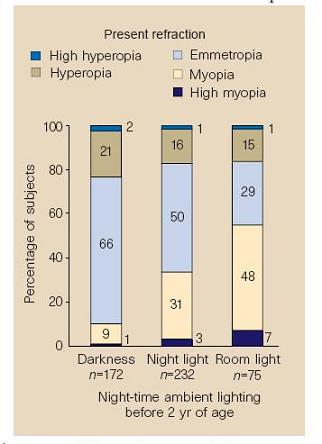 Present refraction
High hyperopia
Hyperopia
Emmetropia
Myopia
High myopia
Percentage of subjects
100
80
60
40
20
0
2
21
66
9
1
1
16
50
31
3
1
15
29
48
7
Darkness Night light Room light
n=172 n=232 n=75
Night-time ambient lighting
before 2 yr of age